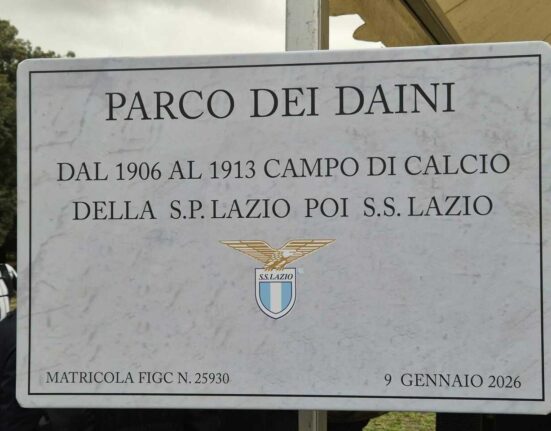 PARCO DEI DAINI
DAL 1906 AL 1913 CAMPO DI CALCIO
DELLA S.P. LAZIO POI S.S. LAZIO
S.S.LAZIO
MATRICOLA FIGC N. 25930
9 GENNAIO 2026